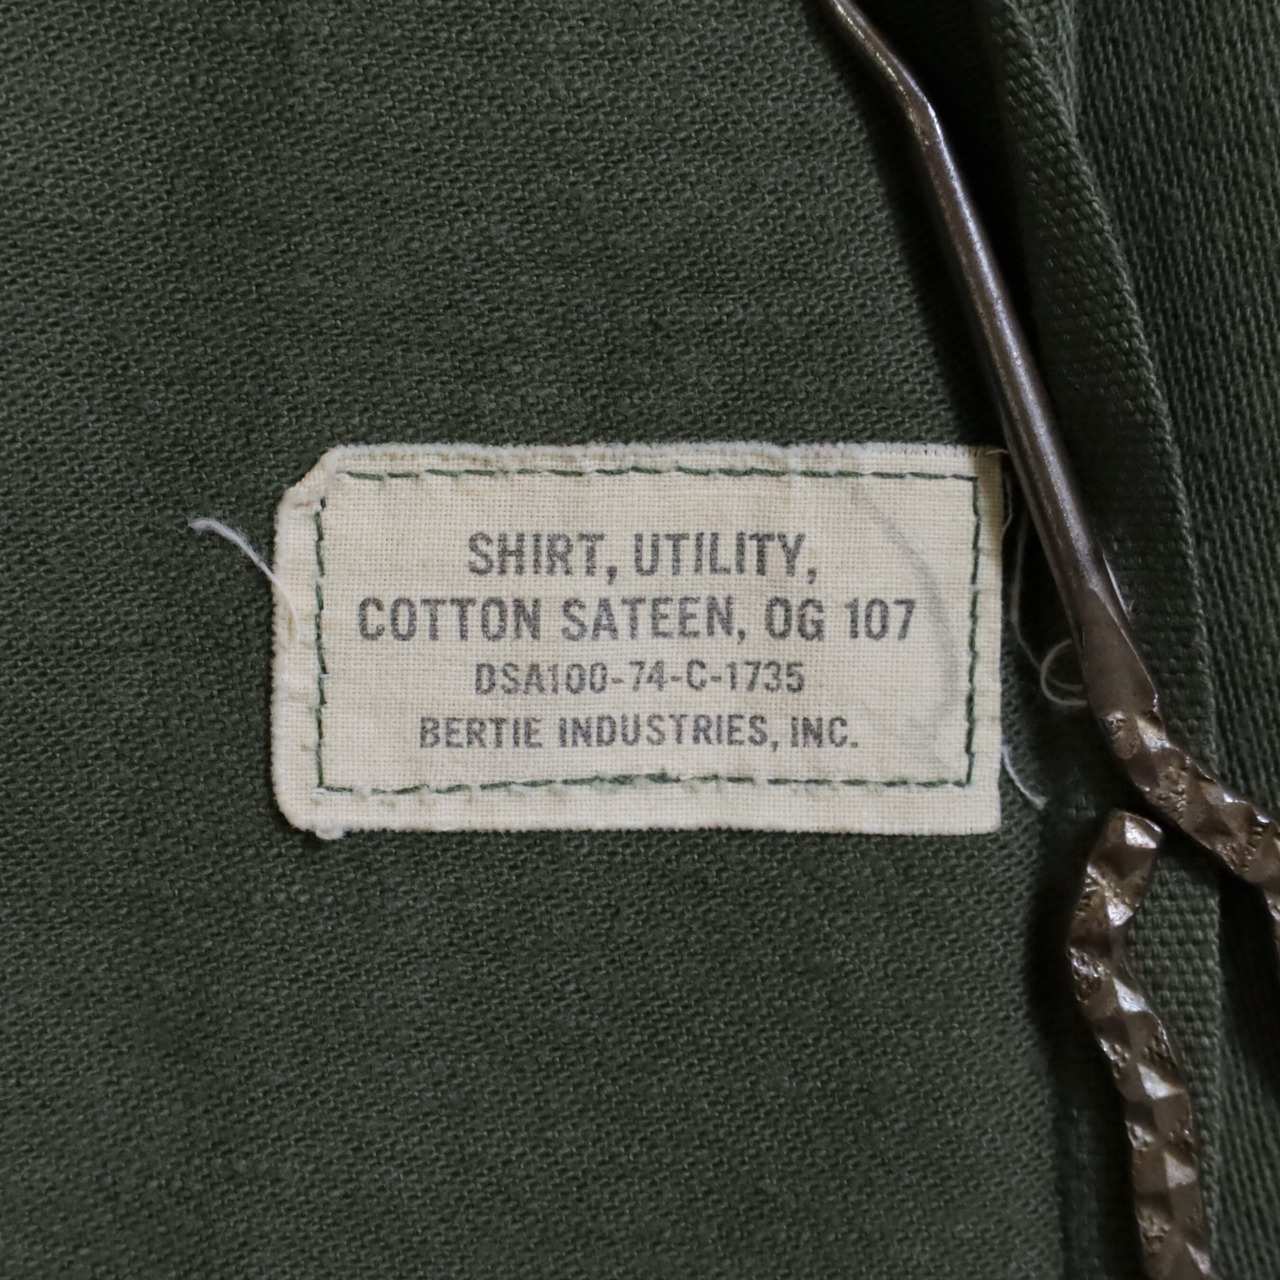 SHIRT, UTILITY,
COTTON SATEEN, OG 107
DSA100-74-C-1735
BERTIE INDUSTRIES, INC.